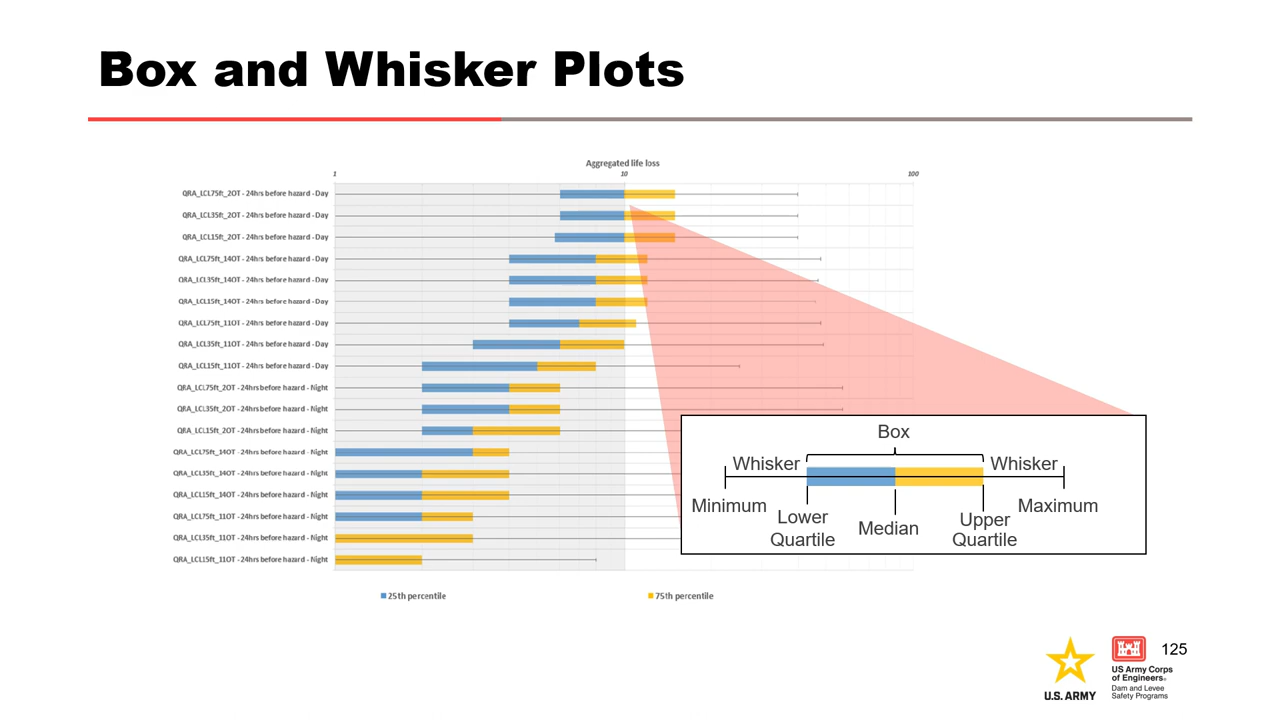 Box and Whisker Plots
Aggregated life loss
1 10 100
QRA_LCL75ft_2OT - 24hrs before hazard - Day
QRA_LCL35ft_2OT - 24hrs before hazard - Day
QRA_LCL15ft_2OT - 24hrs before hazard - Day
QRA_LCL75ft_14OT - 24hrs before hazard - Day
QRA_LCL35ft_14OT - 24hrs before hazard - Day
QRA_LCL15ft_14OT - 24hrs before hazard - Day
QRA_LCL75ft_11OT - 24hrs before hazard - Day
QRA_LCL35ft_11OT - 24hrs before hazard - Day
QRA_LCL15ft_11OT - 24hrs before hazard - Day
QRA_LCL75ft_2OT - 24hrs before hazard - Night
QRA_LCL35ft_2OT - 24hrs before hazard - Night
QRA_LCL15ft_2OT - 24hrs before hazard - Night
QRA_LCL75ft_14OT - 24hrs before hazard - Night
QRA_LCL35ft_14OT - 24hrs before hazard - Night
QRA_LCL15ft_14OT - 24hrs before hazard - Night
QRA_LCL75ft_11OT - 24hrs before hazard - Night
QRA_LCL35ft_11OT - 24hrs before hazard - Night
QRA_LCL15ft_11OT - 24hrs before hazard - Night
25th percentile
75th percentile
Box
Whisker
Whisker
Minimum
Lower
Quartile
Median
Upper
Quartile
Maximum
U.S. ARMY
US Army Corps
of Engineers®
Dam and Levee
Safety Programs
125